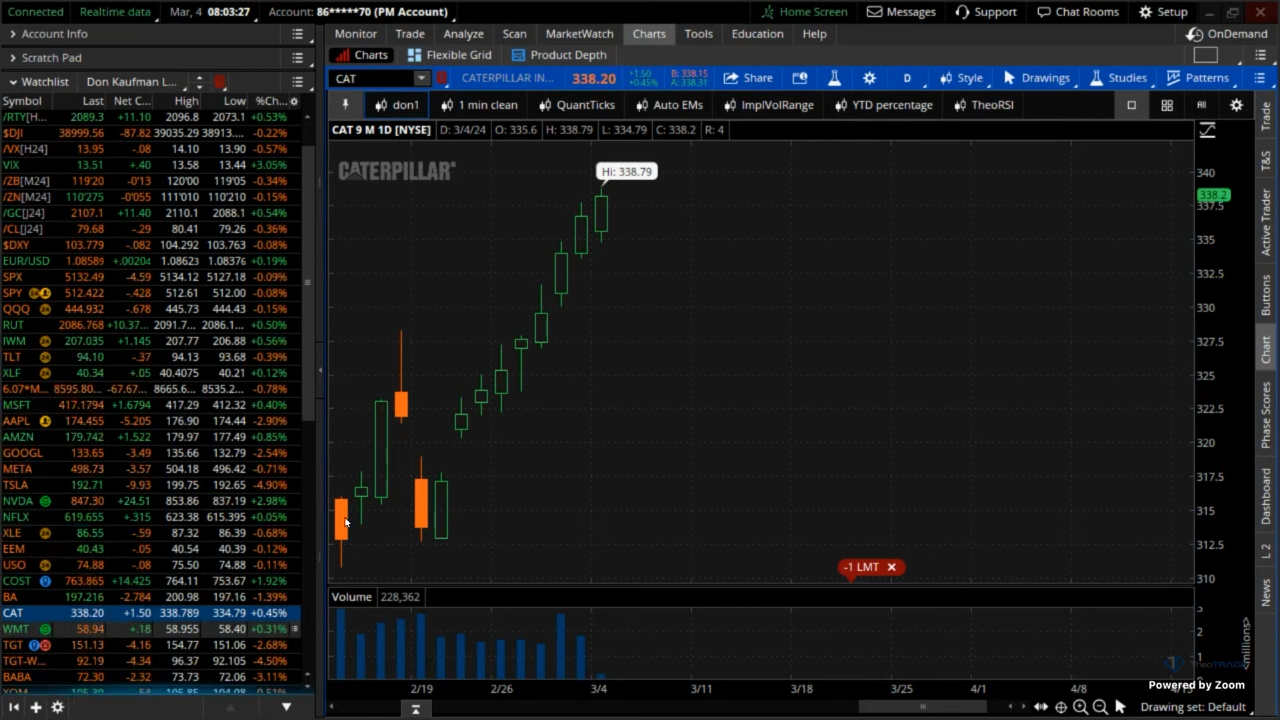 Connected Realtime data Mar, 4 08:03:27 Account: 86*****70 (PM Account) Home Screen Messages Support Chat Rooms Setup
Account Info
Monitor Trade Analyze Scan MarketWatch Charts Tools Education Help OnDemand
Scratch Pad
Charts Flexible Grid Product Depth
Watchlist Don Kaufman L...
CAT CATERPILLAR IN... 338.20 +1.50 +0.45% B: 338.15 A: 338.31 Share D Style Drawings Studies Patterns
don1 1 min clean QuantTicks Auto EMs ImplVolRange YTD percentage TheoRSI All
CAT 9 M 1D [NYSE] D: 3/4/24 O: 335.6 H: 338.79 L: 334.79 C: 338.2 R: 4
CATERPILLAR®
Hi: 338.79
Symbol Last Net C... High Low %Ch...
/RTY[H... 2089.3 +11.10 2096.8 2073.1 +0.53%
$DJI 38999.56 -87.82 39035.29 38913.... -0.22%
/VX[H24] 13.95 -.08 14.10 13.90 -0.57%
VIX 13.51 +.40 13.58 13.44 +3.05%
/ZB[M24] 119'20 -0'13 120'00 119'05 -0.34%
/ZN[M24] 110'275 -0'055 111'010 110'210 -0.15%
/GC[J24] 2107.1 +11.40 2110.1 2088.1 +0.54%
/CL[J24] 79.68 -.29 80.41 79.26 -0.36%
$DXY 103.779 -.082 104.292 103.763 -0.08%
EUR/USD 1.08589 +.00204 1.08623 1.08376 +0.19%
SPX 5132.49 -4.59 5134.12 5127.18 -0.09%
SPY 512.422 -.428 512.61 512.00 -0.08%
QQQ 444.932 -.678 445.73 444.43 -0.15%
RUT 2086.768 +10.37... 2091.7... 2086.1... +0.50%
IWM 207.035 +1.145 207.77 206.88 +0.56%
TLT 94.10 -.37 94.13 93.68 -0.39%
XLF 40.34 +.05 40.4075 40.21 +0.12%
6.07*M... 8595.80... -67.67... 8665.6... 8535.2... -0.78%
MSFT 417.1794 +1.6794 417.29 412.32 +0.40%
AAPL 174.455 -5.205 176.90 174.44 -2.90%
AMZN 179.742 +1.522 179.97 177.49 +0.85%
GOOGL 133.65 -3.49 135.66 132.79 -2.54%
META 498.73 -3.57 504.18 496.42 -0.71%
TSLA 192.71 -9.93 199.75 192.65 -4.90%
NVDA 847.30 +24.51 853.86 837.19 +2.98%
NFLX 619.655 +.315 623.38 615.395 +0.05%
XLE 86.55 -.59 87.32 86.39 -0.68%
EEM 40.43 -.05 40.54 40.39 -0.12%
USO 74.88 -.08 75.50 74.88 -0.11%
COST 763.865 +14.425 764.11 753.67 +1.92%
BA 197.216 -2.784 200.98 197.16 -1.39%
CAT 338.20 +1.50 338.789 334.79 +0.45%
WMT 58.94 +.18 58.955 58.40 +0.31%
TGT 151.13 -4.16 154.77 151.06 -2.68%
TGT-W... 92.19 -4.34 96.37 92.105 -4.50%
BABA 72.30 -2.32 73.73 72.06 -3.11%
340
338.2
337.5
335
332.5
330
327.5
325
322.5
320
317.5
315
312.5
310
-1 LMT
Volume 228,362
2
1
<millions>
2/19 2/26 3/4 3/11 3/18 3/25 4/1 4/8
TheoTRADE
Powered by Zoom
Drawing set: Default
Trade
T&S
Active Trader
Buttons
Chart
Phase Scores
Dashboard
L 2
News